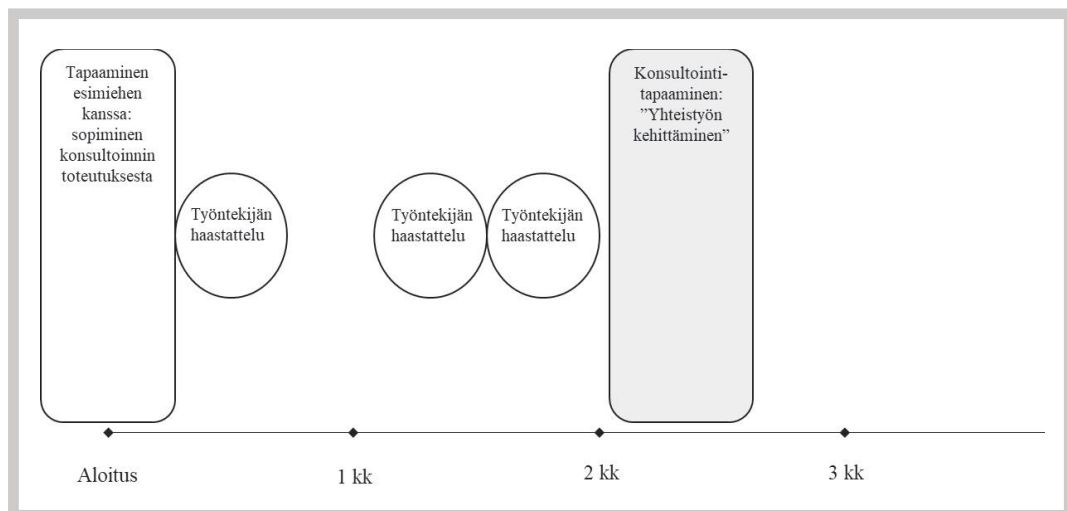 Tapaaminen
esimiehen
kanssa:
sopiminen
konsultoinnin
toteutuksesta
Työntekijän
haastattelu
Työntekijän
haastattelu
Työntekijän
haastattelu
Konsultointi-
tapaaminen:
”Yhteistyön
kehittäminen”
Aloitus
1 kk
2 kk
3 kk